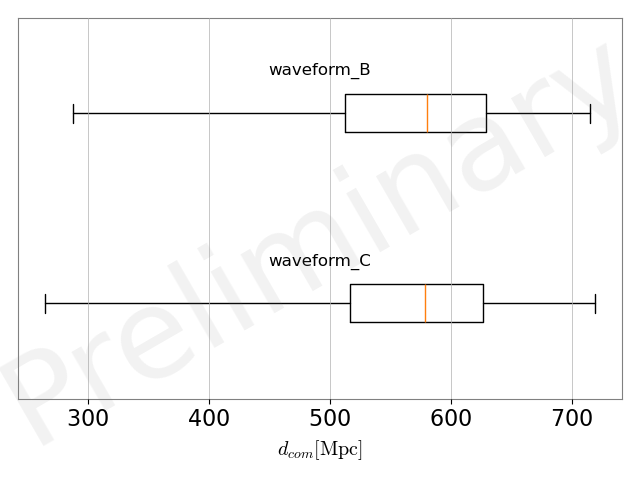 waveform_B
waveform_C
300 400 500 600 700
d_com[Mpc]
Preliminary